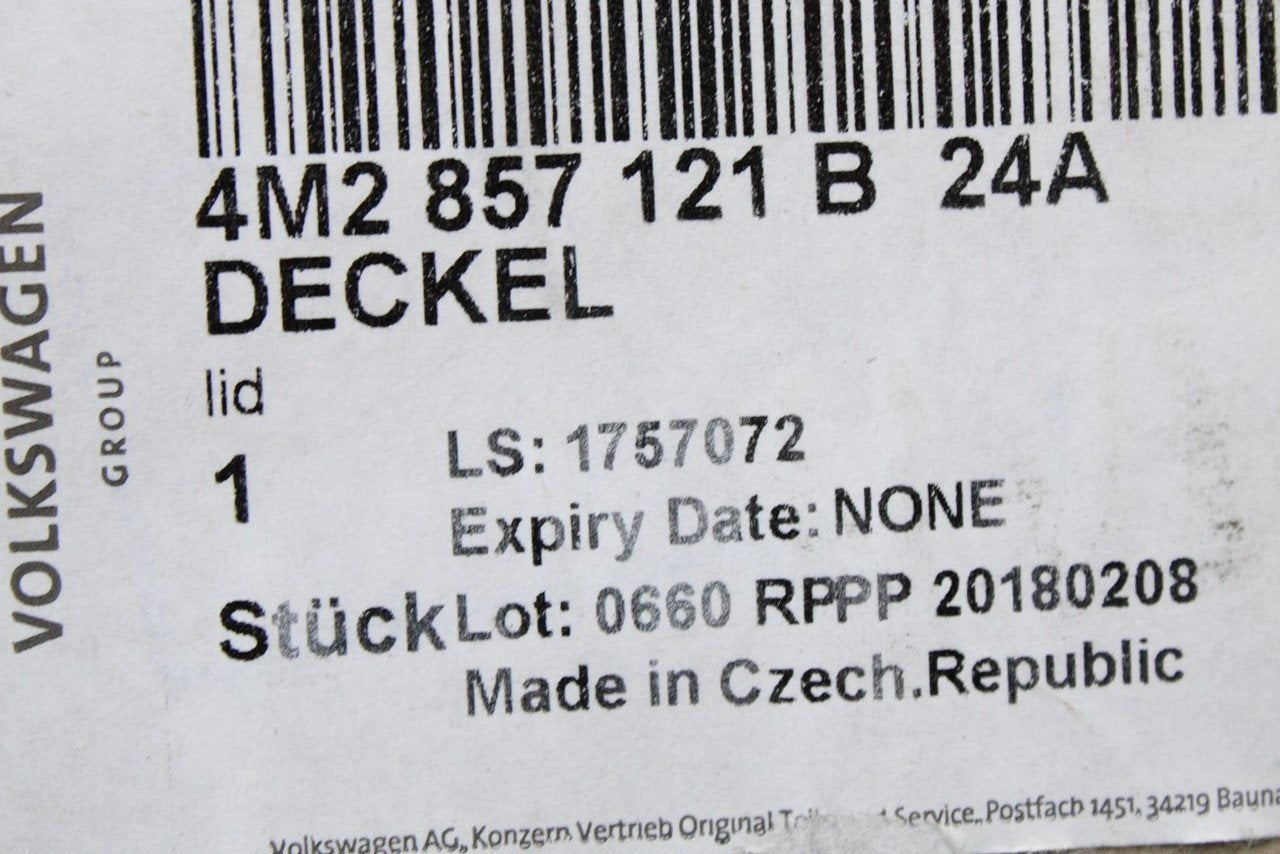 VOLKSWAGEN
GROUP
4M2 857 121 B 24A
DECKEL
lid
1
LS: 1757072
Expiry Date: NONE
Stück Lot: 0660 RPPP 20180208
Made in Czech.Republic
Volkswagen AG, Konzern Vertrieb Original Service, Postfach 1451, 34219